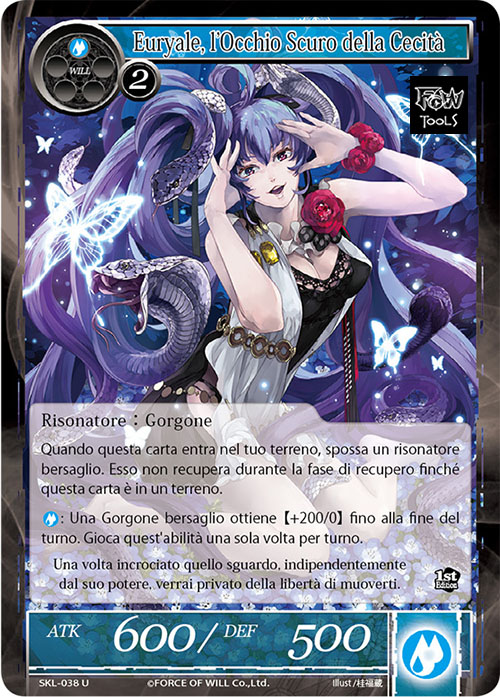 Euryale, l'Occhio Scuro della Cecità
WILL
2
FoW
TooLS
Risonatore : Gorgone
Quando questa carta entra nel tuo terreno, spossa un risonatore
bersaglio. Esso non recupera durante la fase di recupero finché
questa carta è in un terreno.
: Una Gorgone bersaglio ottiene【+200/0】fino alla fine del
turno. Gioca quest'abilità una sola volta per turno.
Una volta incrociato quello sguardo, indipendentemente
dal suo potere, verrai privato della libertà di muoverti.
1st
Edition
ATK 600/ DEF 500
SKL-038 U ©FORCE OF WILL Co.,Ltd. Illust/桂福蔵